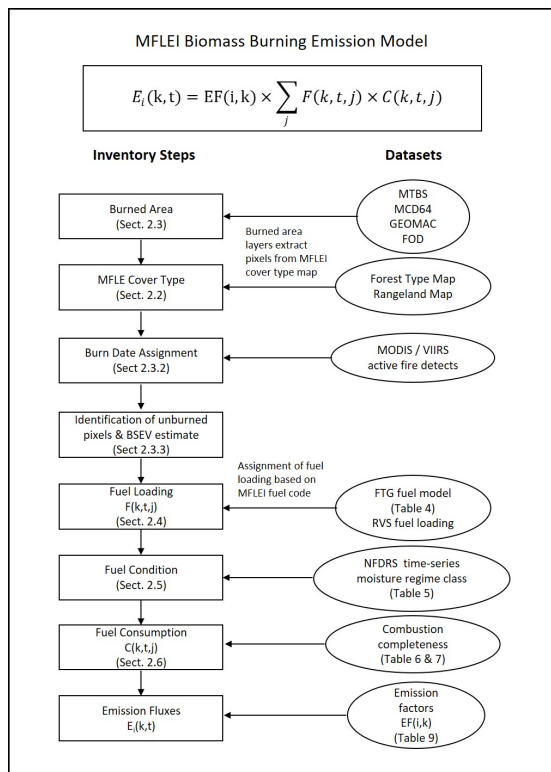 MFLEI Biomass Burning Emission Model
E_i(k,t) = EF(i,k) × ∑_j F(k,t,j) × C(k,t,j)
Inventory Steps
Datasets
Burned Area
(Sect. 2.3)
MTBS
MCD64
GEOMAC
FOD
Burned area
layers extract
pixels from MFLEI
cover type map
MFLE Cover Type
(Sect. 2.2)
Forest Type Map
Rangeland Map
Burn Date Assignment
(Sect 2.3.2)
MODIS / VIIRS
active fire detects
Identification of unburned
pixels & BSEV estimate
(Sect 2.3.3)
Assignment of fuel
loading based on
MFLEI fuel code
Fuel Loading
F(k,t,j)
(Sect. 2.4)
FTG fuel model
(Table 4)
RVS fuel loading
Fuel Condition
(Sect. 2.5)
NFDRS time-series
moisture regime class
(Table 5)
Fuel Consumption
C(k,t,j)
(Sect. 2.6)
Combustion
completeness
(Table 6 & 7)
Emission Fluxes
E_i(k,t)
Emission
factors
EF(i,k)
(Table 9)